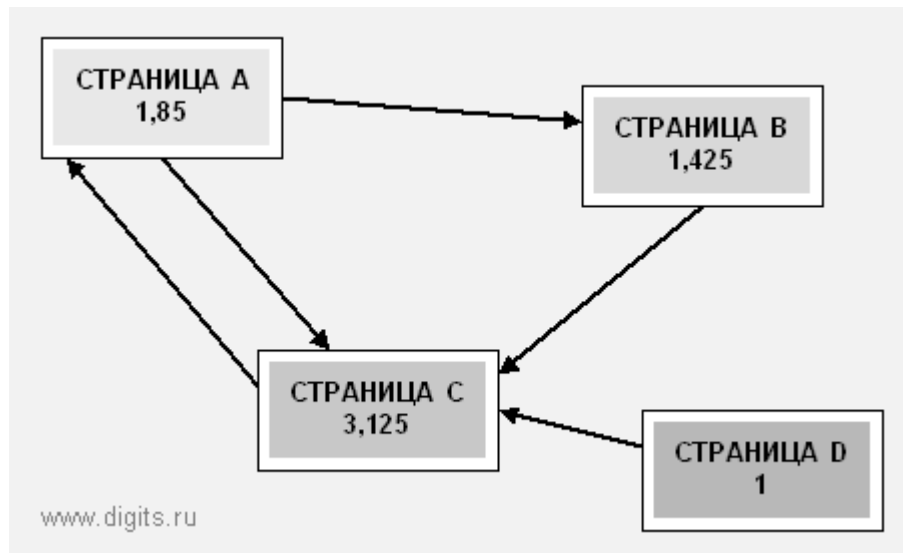 СТРАНИЦА А
1,85
СТРАНИЦА В
1,425
СТРАНИЦА С
3,125
СТРАНИЦА D
1
www.digits.ru